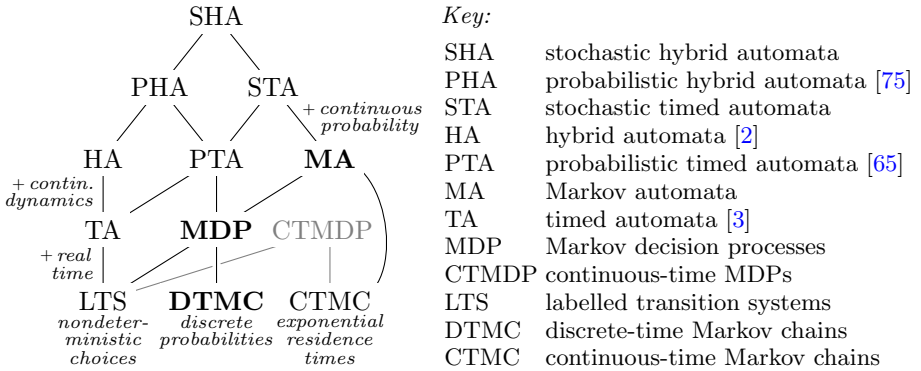 SHA
PHA STA
+ continuous
probability
HA PTA MA
+ contin.
dynamics
TA MDP CTMDP
+ real
time
LTS DTMC CTMC
nondeter-
ministic
choices
discrete
probabilities
exponential
residence
times
Key:
SHA stochastic hybrid automata
PHA probabilistic hybrid automata [75]
STA stochastic timed automata
HA hybrid automata [2]
PTA probabilistic timed automata [65]
MA Markov automata
TA timed automata [3]
MDP Markov decision processes
CTMDP continuous-time MDPs
LTS labelled transition systems
DTMC discrete-time Markov chains
CTMC continuous-time Markov chains